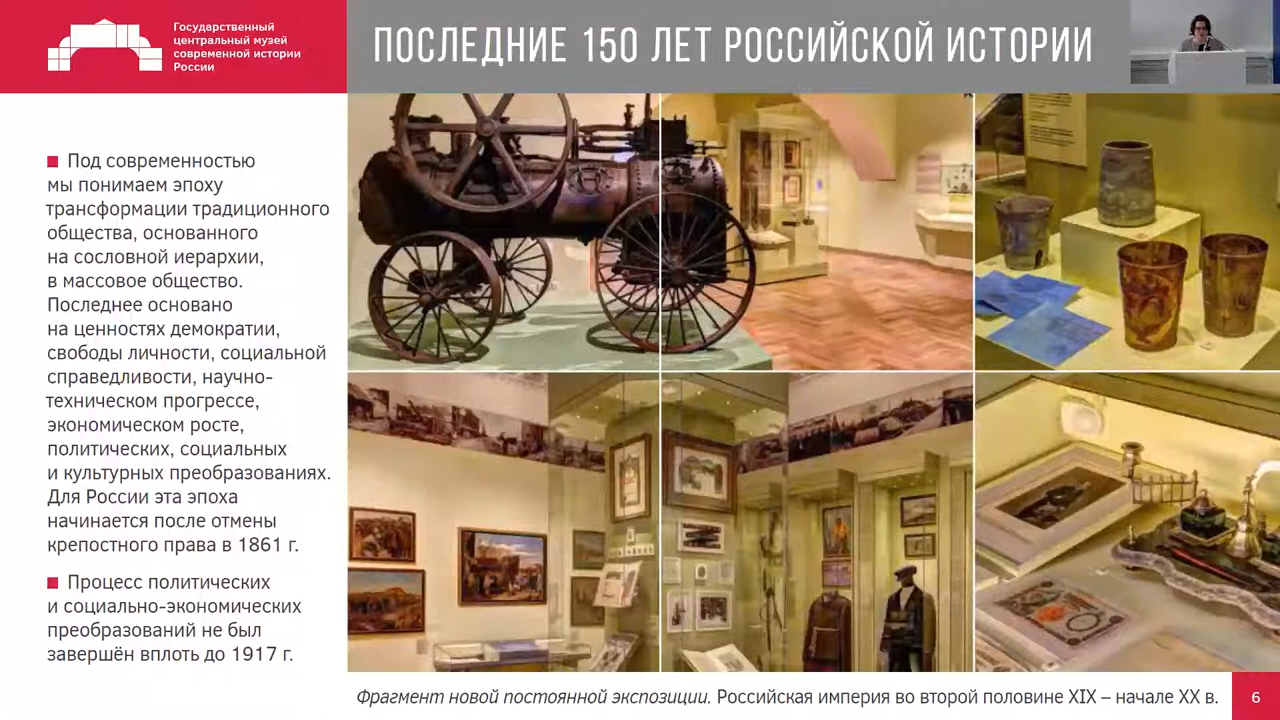 Государственный
центральный музей
современной истории
России
ПОСЛЕДНИЕ 150 ЛЕТ РОССИЙСКОЙ ИСТОРИИ
Под современностью
мы понимаем эпоху
трансформации традиционного
общества, основанного
на сословной иерархии,
в массовое общество.
Последнее основано
на ценностях демократии,
свободы личности, социальной
справедливости, научно-
техническом прогрессе,
экономическом росте,
политических, социальных
и культурных преобразованиях.
Для России эта эпоха
начинается после отмены
крепостного права в 1861 г.
Процесс политических
и социально-экономических
преобразований не был
завершён вплоть до 1917 г.
Фрагмент новой постоянной экспозиции. Российская империя во второй половине XIX – начале XX в.
6